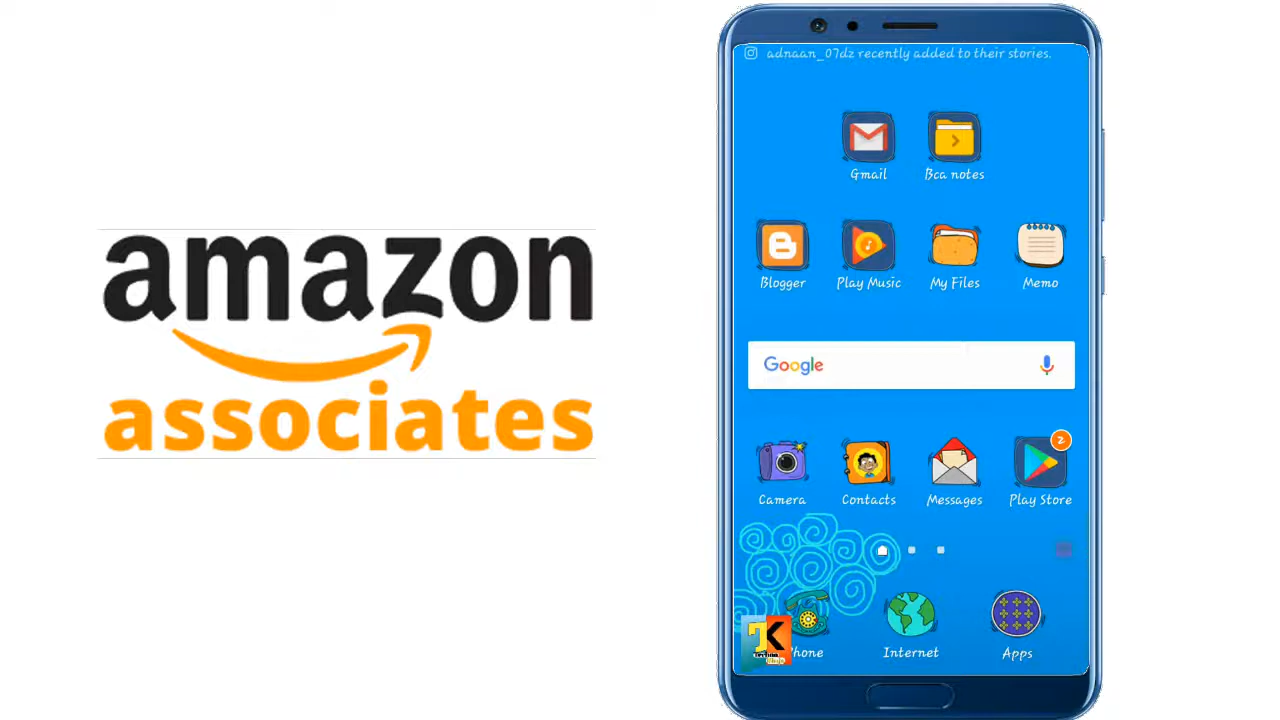 amazon
associates
adnaan_07dz recently added to their stories.
Gmail
Bca notes
Blogger
Play Music
My Files
Memo
Google
2
Camera
Contacts
Messages
Play Store
Phone
Internet
Apps
TK